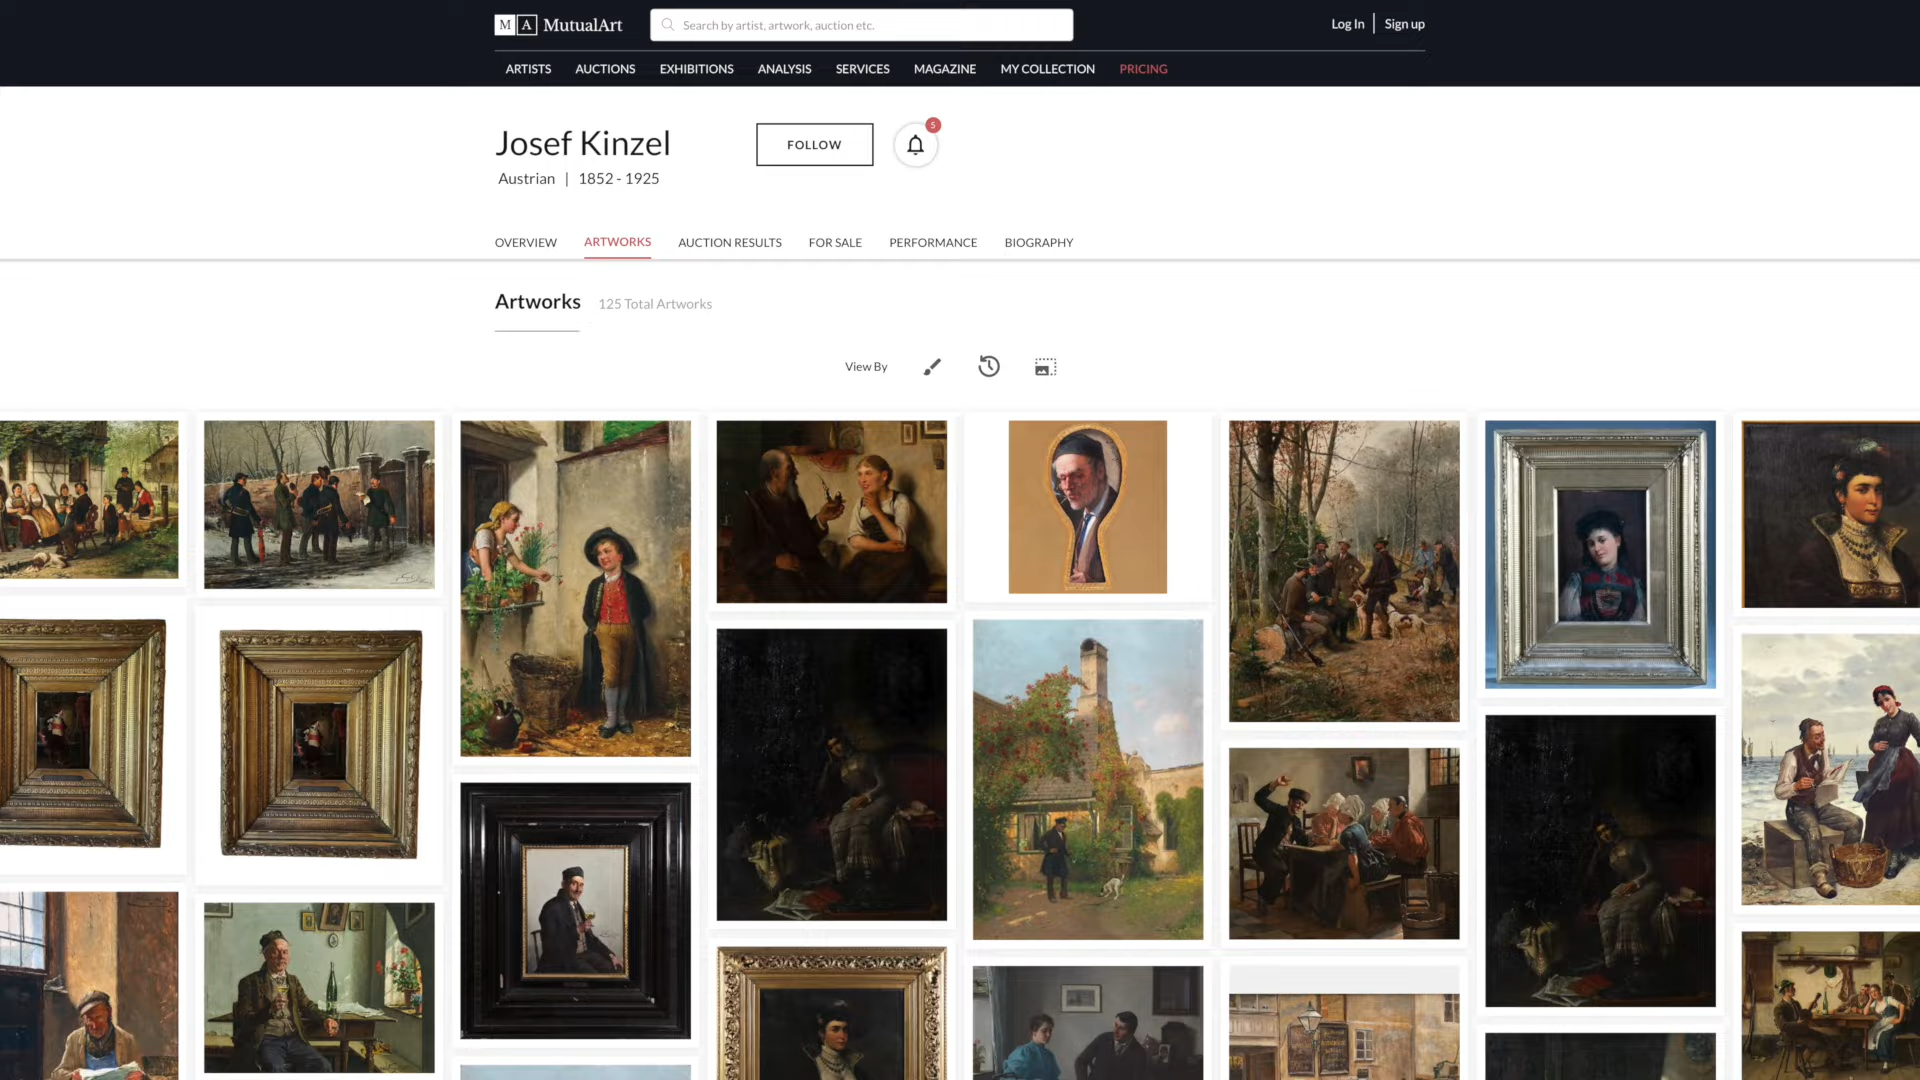 M A MutualArt
Search by artist, artwork, auction etc.
Log In | Sign up
ARTISTS AUCTIONS EXHIBITIONS ANALYSIS SERVICES MAGAZINE MY COLLECTION PRICING
Josef Kinzel
FOLLOW
5
Austrian | 1852 - 1925
OVERVIEW ARTWORKS AUCTION RESULTS FOR SALE PERFORMANCE BIOGRAPHY
Artworks 125 Total Artworks
View By